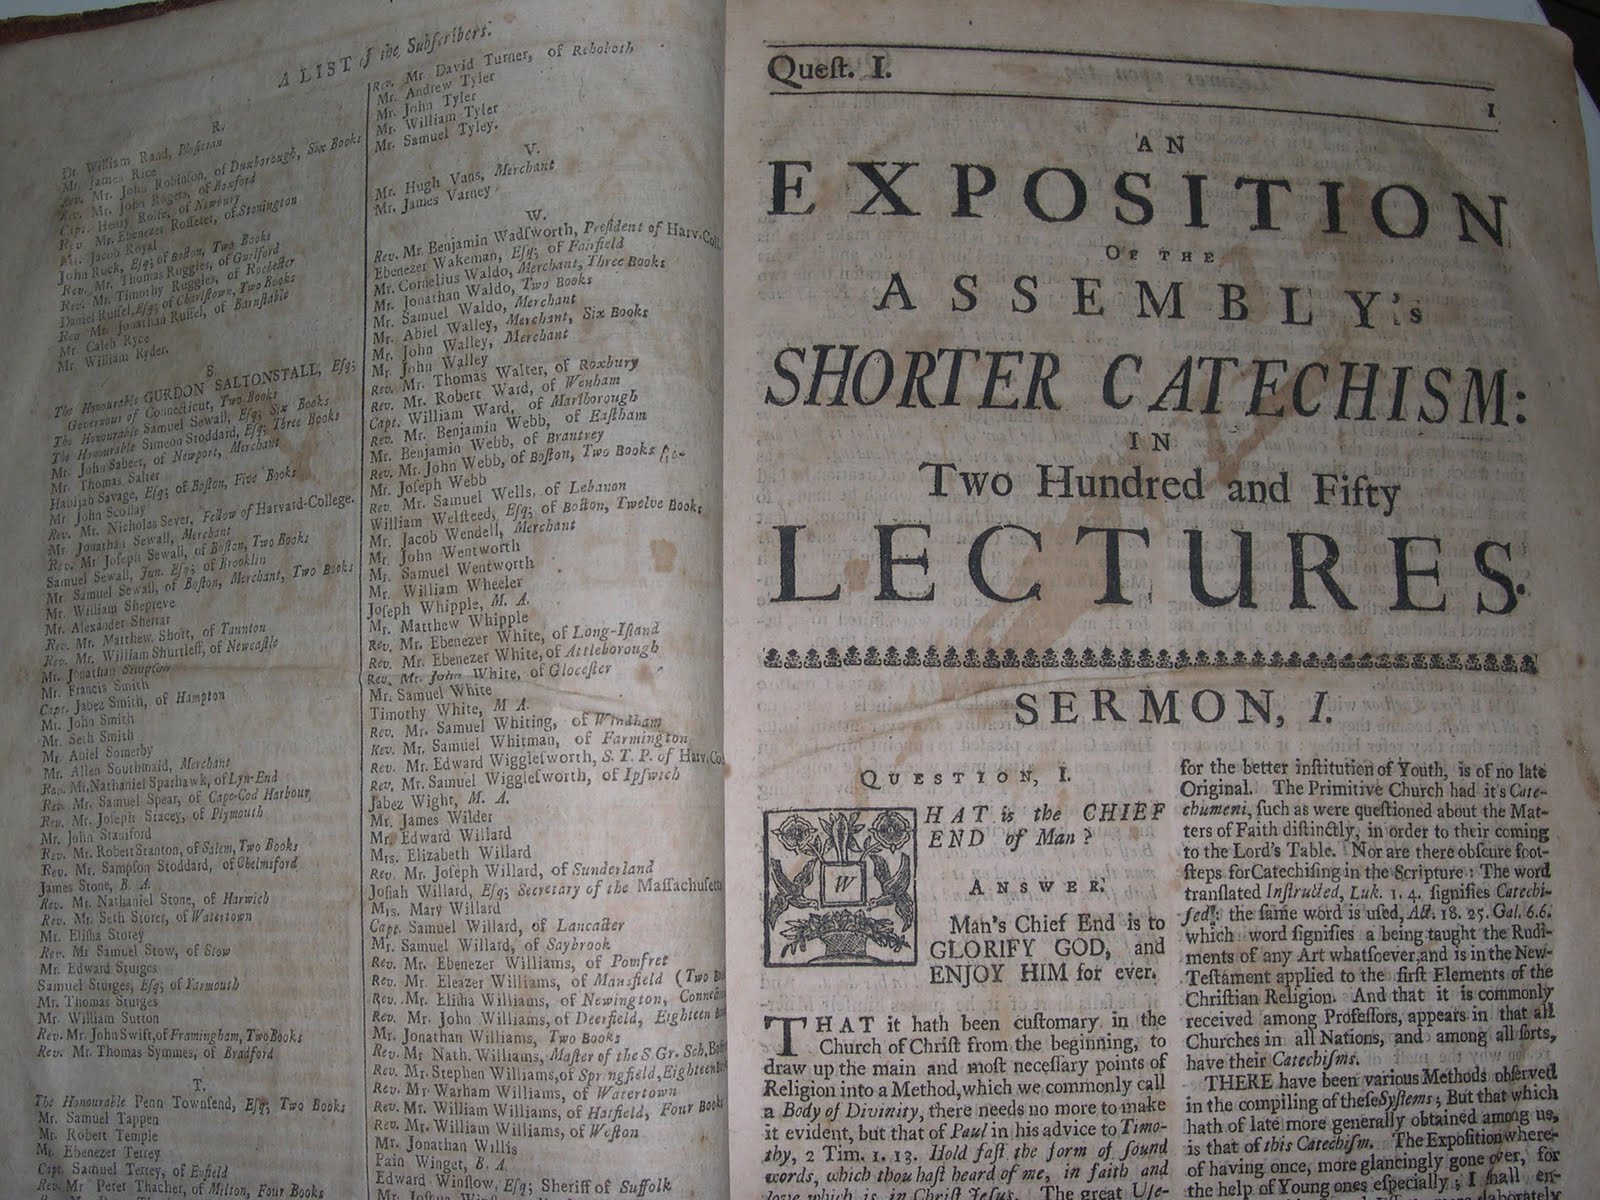 A LIST of the Subſcribers.
R.
Dr William Rand, Phyſician
Mr. James Rice
Rev. Mr. John Robinſon, of Duxborough, Six Books
Rev. Mr. John Rogers, of Boxford
Capt. Henry Rolfe, of Newbury
Rev. Mr. Ebenezer Roſſeter, of Stonington
Mr. Jacob Royal
John Ruck, Eſq; of Boſton, Two Books
Rev. Mr. Thomas Ruggles, of Guilford
Rev. Mr. Timothy Ruggles, of Rocheſter
Daniel Ruſſel, Eſq; of Charlſtown, Two Books
Rev Mr. Jonathan Ruſſel, of Barnſtable
Mr Caleb Ryce
Mr William Ryder.
S.
The Honourable GURDON SALTONSTALL, Eſq;
Governour of Connecticut, Two Books
The Honourable Samuel Sewall, Eſq; Six Books
The Honourable Simeon Stoddard, Eſq; Three Books
Mr. John Sabeer, of Newport, Merchant
Mr. Thomas Salter
Habijah Savage, Eſq; of Boſton, Five Books
Mr John Scollay
Rev. Mr. Nicholas Sever, Fellow of Harvard-College.
Mr Jonathan Sewall, Merchant
Rev. Mr Joſeph Sewall, of Boſton, Two Books
Samuel Sewall, Jun. Eſq; of Brooklin
Mr. Samuel Sewall, of Boſton, Merchant, Two Books
Mr. William Shepreve
Mr. Alexander Sherrar
Rev. Mr. Matthew Short, of Taunton
Rev. Mr. William Shurtleff, of Newcaſtle
Mr. Jonathan Simpſon
Mr. Francis Smith
Capt. Jabez Smith, of Hampton
Mr. John Smith
Mr. Seth Smith
Mr. Abiel Somerby
Mr. Allen Southmaid, Merchant
Rev. Mr. Nathaniel Sparhawk, of Lyn-End
Rev. Mr. Samuel Spear, of Cape-Cod Harbour
Rev. Mr. Joſeph Stacey, of Plymouth
Mr. John Stamford
Rev. Mr. Robert Stanton, of Salem, Two Books
Rev. Mr. Sampſon Stoddard, of Chelmsford
James Stone, B. A.
Rev. Mr. Nathaniel Stone, of Harwich
Rev. Mr. Seth Storer, of Watertown
Mr. Eliſha Storey
Rev. Mr Samuel Stow, of Stow
Mr. Edward Sturges
Samuel Sturges, Eſq; of Yarmouth
Mr. Thomas Sturges
Mr. William Sutton
Rev. Mr. John Swift, of Framingham, Two Books
Rev. Mr. Thomas Symmes, of Bradford
T.
The Honourable Penn Townſend, Eſq; Two Books
Mr. Samuel Tappen
Mr. Robert Temple
Mr. Ebenezer Terrey
Capt. Samuel Terrey, of Enfield
Rev. Mr Peter Thacher, of Milton, Four Books
Rev. Mr David Turner, of Rehoboth
Mr. Andrew Tyler
Mr. John Tyler
Mr. William Tyler
Mr. Samuel Tyley.
V.
Mr. Hugh Vans, Merchant
Mr. James Varney
W.
Rev. Mr. Benjamin Wadſworth, Preſident of Harv. Coll.
Ebenezer Wakeman, Eſq; of Fairfield
Mr. Cornelius Waldo, Merchant, Three Books
Mr. Jonathan Waldo, Two Books
Mr. Samuel Waldo, Merchant
Mr. Abiel Walley, Merchant, Six Books
Mr. John Walley, Merchant
Mr. John Walley
Rev. Mr. Thomas Walter, of Roxbury
Rev. Mr. Robert Ward, of Wenham
Capt. William Ward, of Marlborough
Rev. Mr. Benjamin Webb, of Eaſtham
Mr. Benjamin Webb, of Brantrey
Rev. Mr. John Webb, of Boſton, Two Books
Mr. Joſeph Webb
Rev. Mr. Samuel Wells, of Lebanon
William Welſteed, Eſq; of Boſton, Twelve Books
Mr. Jacob Wendell, Merchant
Mr. John Wentworth
Mr. Samuel Wentworth
Mr. William Wheeler
Joſeph Whipple, M. A.
Mr. Matthew Whipple
Rev. Mr. Ebenezer White, of Long-Iſland
Rev. Mr. Ebenezer White, of Attleborough
Rev. Mr. John White, of Gloceſter
Mr. Samuel White
Timothy White, M A.
Rev. Mr. Samuel Whiting, of Windham
Rev. Mr. Samuel Whitman, of Farmington
Rev. Mr. Edward Wiggleſworth, S. T. P. of Harv. Co
Rev. Mr. Samuel Wiggleſworth, of Ipſwich
Jabez Wight, M. A.
Mr. James Wilder
Mr. Edward Willard
Mrs. Elizabeth Willard
Rev. Mr. Joſeph Willard, of Sunderland
Joſiah Willard, Eſq; Secretary of the Maſſachuſett
Mrs. Mary Willard
Capt. Samuel Willard, of Lancaſter
Mr. Samuel Willard, of Saybrook
Rev. Mr. Ebenezer Williams, of Pomfret
Rev. Mr. Eleazer Williams, of Mansfield (Two Bo
Rev. Mr. Eliſha Williams, of Newington, Connect
Rev. Mr. John Williams, of Deerfield, Eighteen B
Mr. Jonathan Williams, Two Books
Rev. Mr Nath. Williams, Maſter of the S. Gr. Sch, Boſt
Rev. Mr. Stephen Williams, of Springfield, Eighteen B
Rev. Mr. Warham Williams, of Watertown
Rev. Mr. William Williams, of Hatfield, Four Books
Rev. Mr. William Williams, of Weſton
Mr. Jonathan Willis
Pain Winget, B. A.
Edward Winſlow, Eſq; Sheriff of Suffolk
Queſt. I.
1
AN
EXPOSITION
OF THE
ASSEMBLY's
SHORTER CATECHISM:
IN
Two Hundred and Fifty
LECTURES.
SERMON, I.
QUESTION, I.
W
HAT is the CHIEF
END of Man?
ANSWER.
Man's Chief End is to
GLORIFY GOD, and
ENJOY HIM for ever.
THAT it hath been cuſtomary in the
Church of Chriſt from the beginning, to
draw up the main and moſt neceſſary points of
Religion into a Method, which we commonly call
a Body of Divinity, there needs no more to make
it evident, but that of Paul in his advice to Timo-
thy, 2 Tim. 1. 13. Hold faſt the form of ſound
words, which thou haſt heard of me, in faith and
love which is in Chriſt Jeſus. The great Uſe-
for the better inſtitution of Youth, is of no late
Original. The Primitive Church had it's Cate-
chumeni, ſuch as were queſtioned about the Mat-
ters of Faith diſtinctly, in order to their coming
to the Lord's Table. Nor are there obſcure foot-
ſteps for Catechiſing in the Scripture: The word
tranſlated Inſtructed, Luk. 1. 4. ſignifies Catechi-
ſed: the ſame word is uſed, Act. 18. 25. Gal. 6.6.
which word ſignifies a being taught the Rudi-
ments of any Art whatſoever, and is in the New-
Teſtament applied to the firſt Elements of the
Chriſtian Religion. And that it is commonly
received among Profeſſors, appears in that all
Churches in all Nations, and among all ſorts,
have their Catechiſms.
THERE have been various Methods obſerved
in the compiling of theſe Syſtems; But that which
hath of late more generally obtained among us,
is that of this Catechiſm. The Expoſition where-
of having once, more glancingly gone over, for
the help of Young ones eſpecially; I ſhall en-